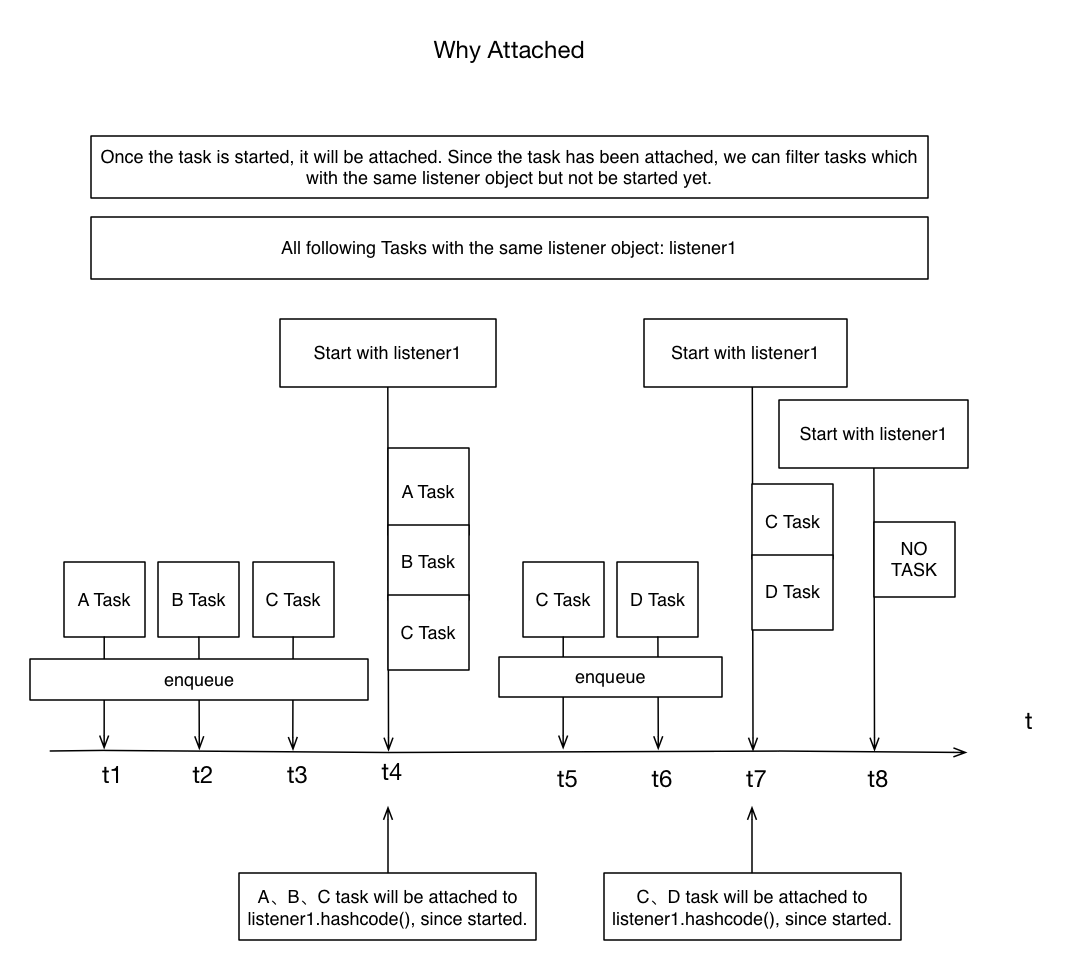 Why Attached
Once the task is started, it will be attached. Since the task has been attached, we can filter tasks which
with the same listener object but not be started yet.
All following Tasks with the same listener object: listener1
Start with listener1
Start with listener1
Start with listener1
A Task
B Task
C Task
C Task
D Task
NO
TASK
A Task
B Task
C Task
C Task
D Task
enqueue
enqueue
t
t1
t2
t3
t4
t5
t6
t7
t8
A、B、C task will be attached to
listener1.hashcode(), since started.
C、D task will be attached to
listener1.hashcode(), since started.